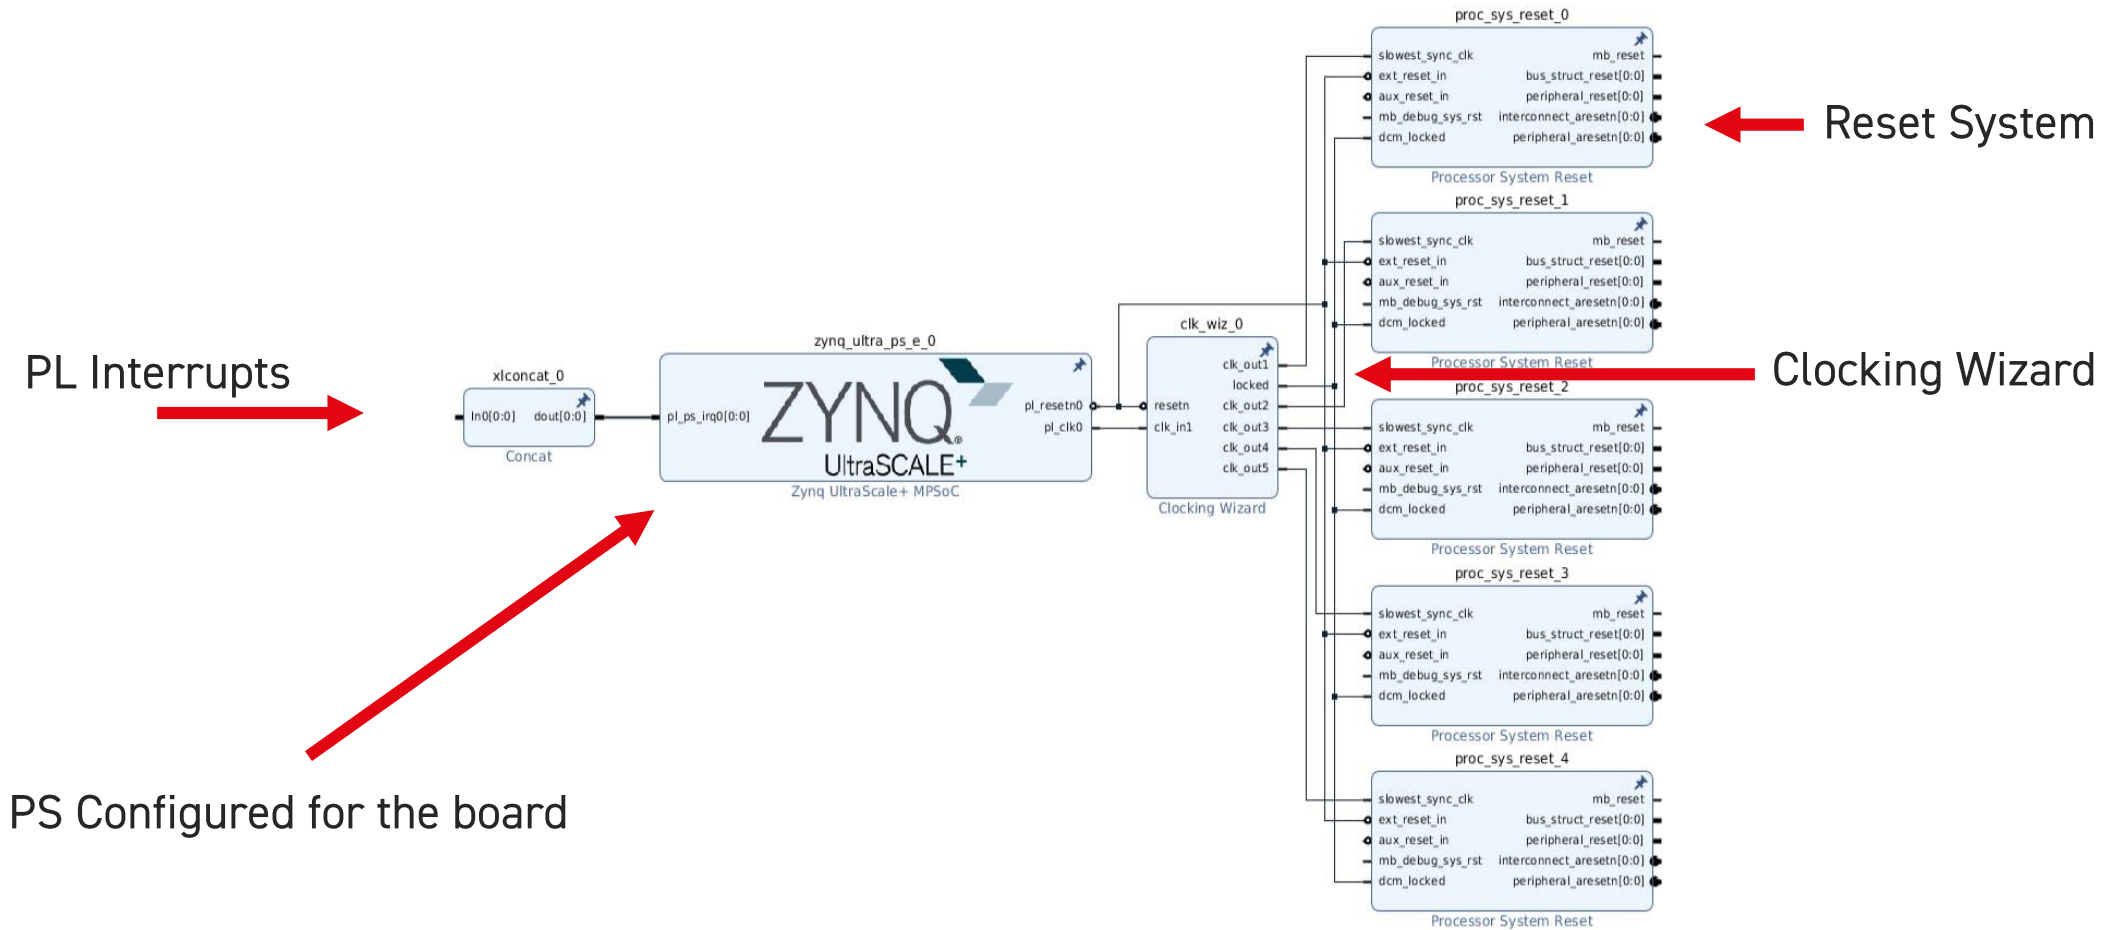 PL Interrupts
xlconcat_0
In0[0:0] dout[0:0]
Concat
zynq_ultra_ps_e_0
pl_ps_irq0[0:0]
ZYNQ®
UltraSCALE+
pl_resetn0
pl_clk0
Zynq UltraScale+ MPSoC
PS Configured for the board
clk_wiz_0
resetn
clk_in1
clk_out1
locked
clk_out2
clk_out3
clk_out4
clk_out5
Clocking Wizard
proc_sys_reset_0
slowest_sync_clk mb_reset
ext_reset_in bus_struct_reset[0:0]
aux_reset_in peripheral_reset[0:0]
mb_debug_sys_rst interconnect_aresetn[0:0]
dcm_locked peripheral_aresetn[0:0]
Processor System Reset
Reset System
proc_sys_reset_1
slowest_sync_clk mb_reset
ext_reset_in bus_struct_reset[0:0]
aux_reset_in peripheral_reset[0:0]
mb_debug_sys_rst interconnect_aresetn[0:0]
dcm_locked peripheral_aresetn[0:0]
Processor System Reset
Clocking Wizard
proc_sys_reset_2
slowest_sync_clk mb_reset
ext_reset_in bus_struct_reset[0:0]
aux_reset_in peripheral_reset[0:0]
mb_debug_sys_rst interconnect_aresetn[0:0]
dcm_locked peripheral_aresetn[0:0]
Processor System Reset
proc_sys_reset_3
slowest_sync_clk mb_reset
ext_reset_in bus_struct_reset[0:0]
aux_reset_in peripheral_reset[0:0]
mb_debug_sys_rst interconnect_aresetn[0:0]
dcm_locked peripheral_aresetn[0:0]
Processor System Reset
proc_sys_reset_4
slowest_sync_clk mb_reset
ext_reset_in bus_struct_reset[0:0]
aux_reset_in peripheral_reset[0:0]
mb_debug_sys_rst interconnect_aresetn[0:0]
dcm_locked peripheral_aresetn[0:0]
Processor System Reset